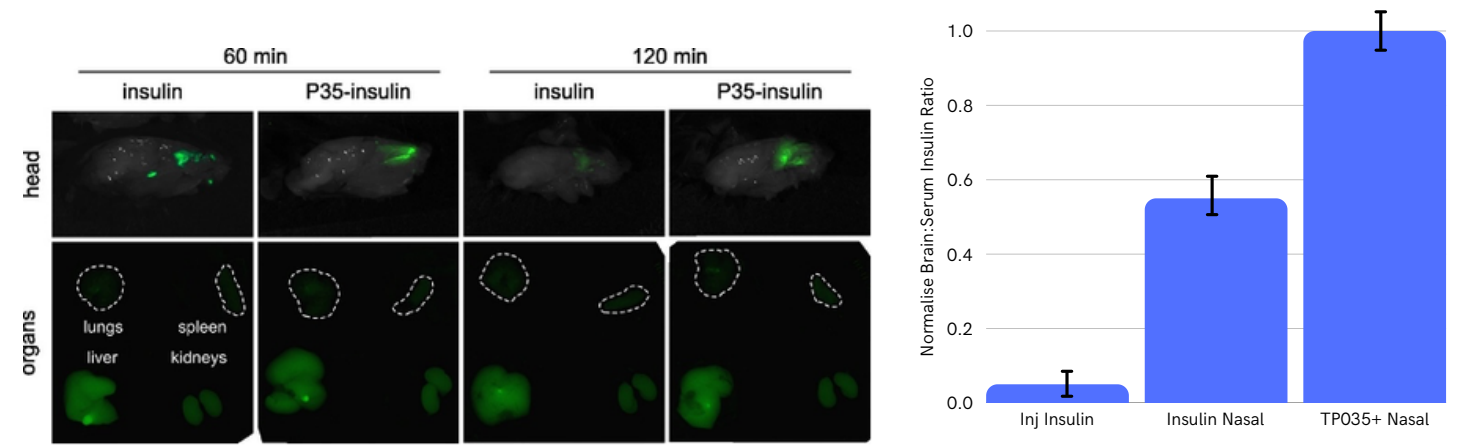 60 min
120 min
insulin
P35-insulin
insulin
P35-insulin
head
organs
lungs
spleen
liver
kidneys
Normalise Brain:Serum Insulin Ratio
1.0
0.8
0.6
0.4
0.2
0.0
Inj Insulin
Insulin Nasal
TP035+ Nasal